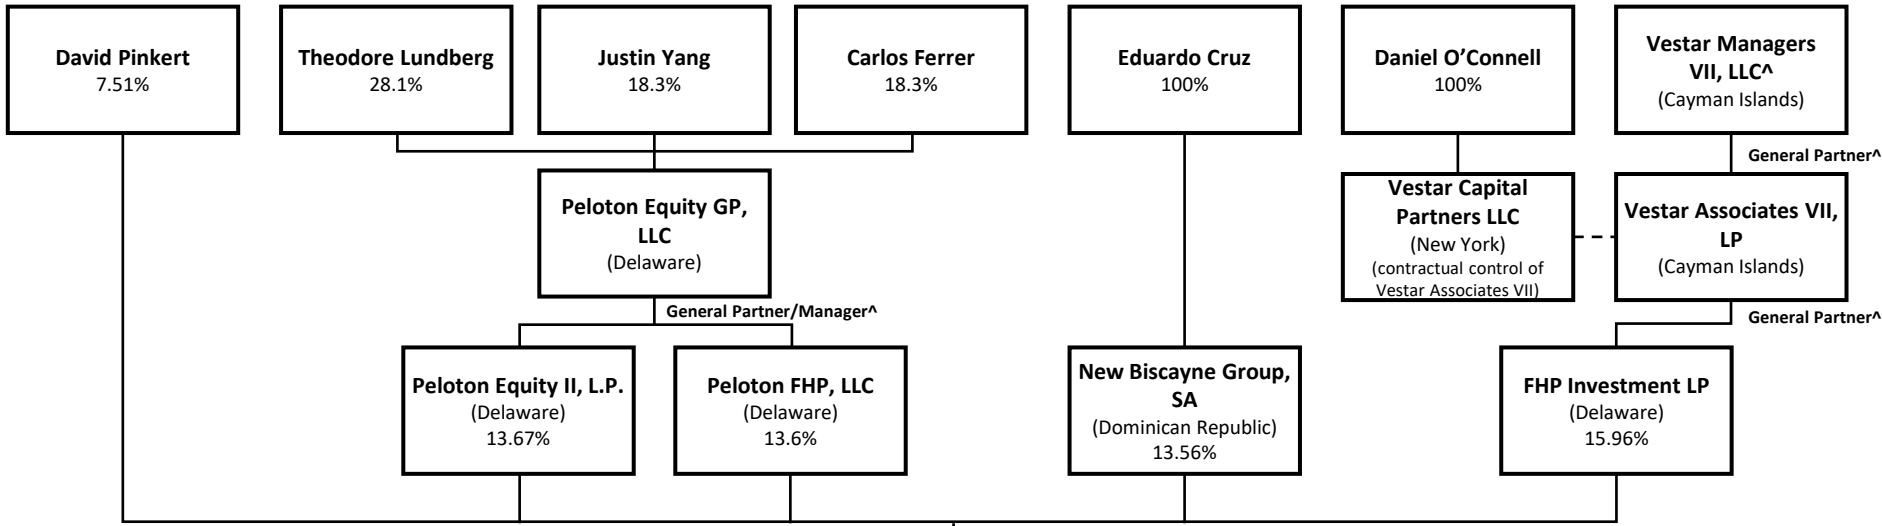 David Pinkert
7.51%
Theodore Lundberg
28.1%
Justin Yang
18.3%
Carlos Ferrer
18.3%
Eduardo Cruz
100%
Daniel O’Connell
100%
Vestar Managers
VII, LLC^
(Cayman Islands)
General Partner^
Peloton Equity GP,
LLC
(Delaware)
Vestar Capital
Partners LLC
(New York)
(contractual control of
Vestar Associates VII)
Vestar Associates VII,
LP
(Cayman Islands)
General Partner/Manager^
General Partner^
Peloton Equity II, L.P.
(Delaware)
13.67%
Peloton FHP, LLC
(Delaware)
13.6%
New Biscayne Group,
SA
(Dominican Republic)
13.56%
FHP Investment LP
(Delaware)
15.96%